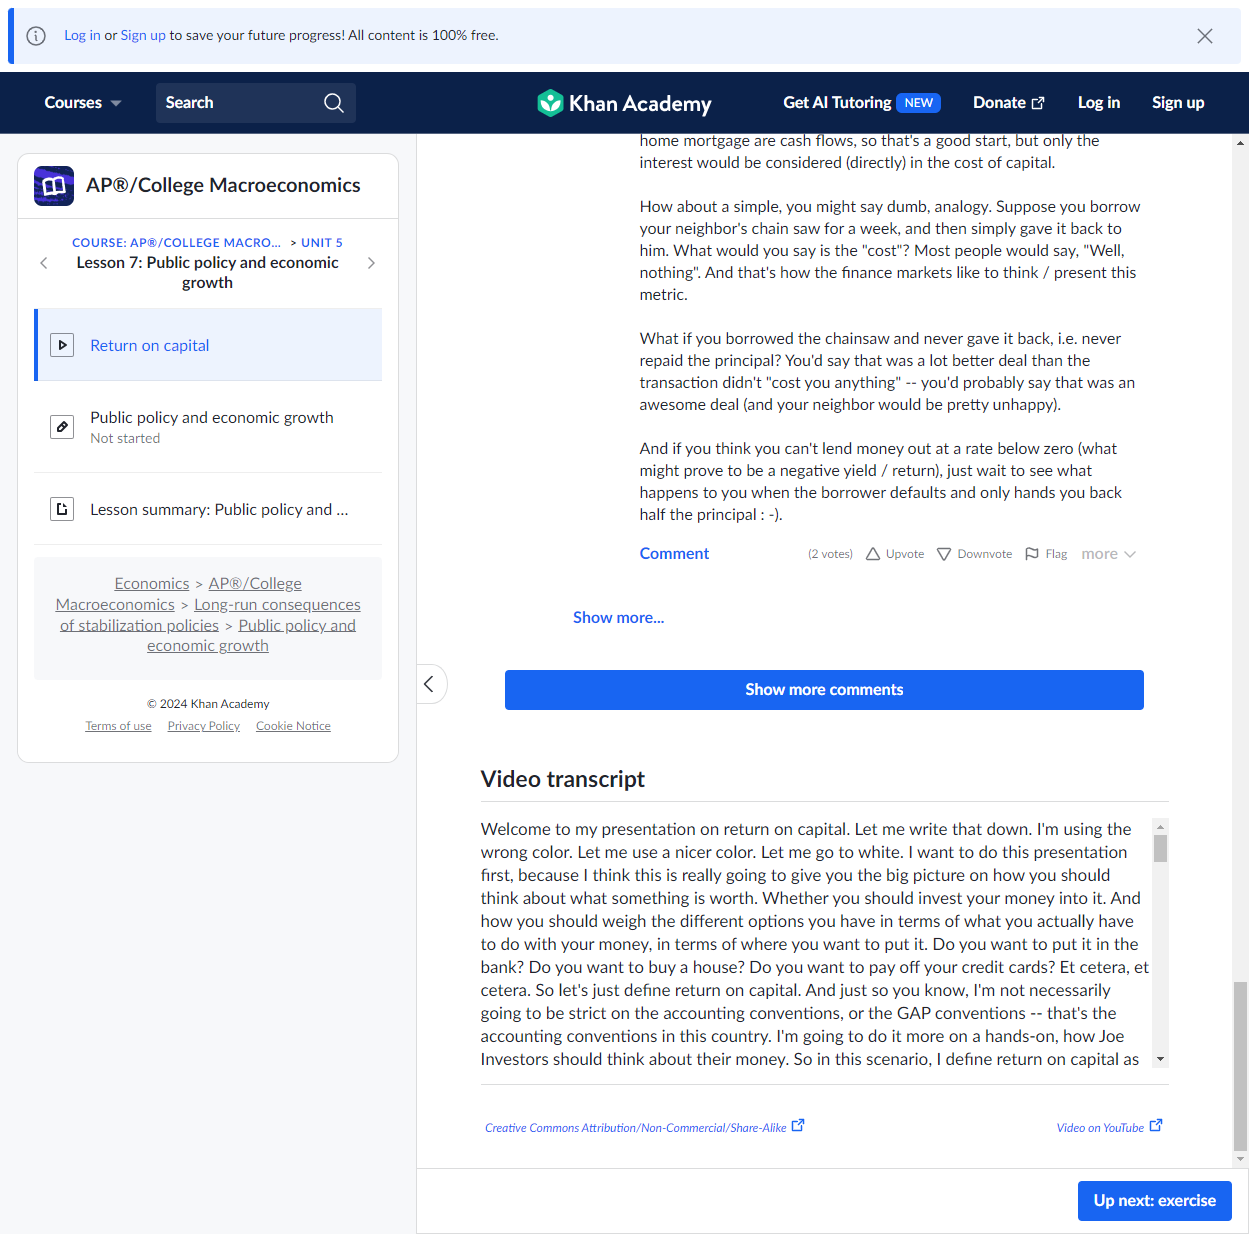 Log in or Sign up to save your future progress! All content is 100% free.
Courses
Search
Khan Academy
Get AI Tutoring NEW
Donate
Log in
Sign up
AP®/College Macroeconomics
COURSE: AP®/COLLEGE MACRO... > UNIT 5
Lesson 7: Public policy and economic
growth
Return on capital
Public policy and economic growth
Not started
Lesson summary: Public policy and ...
Economics > AP®/College
Macroeconomics > Long-run consequences
of stabilization policies > Public policy and
economic growth
© 2024 Khan Academy
Terms of use Privacy Policy Cookie Notice
home mortgage are cash flows, so that's a good start, but only the
interest would be considered (directly) in the cost of capital.
How about a simple, you might say dumb, analogy. Suppose you borrow
your neighbor's chain saw for a week, and then simply gave it back to
him. What would you say is the "cost"? Most people would say, "Well,
nothing". And that's how the finance markets like to think / present this
metric.
What if you borrowed the chainsaw and never gave it back, i.e. never
repaid the principal? You'd say that was a lot better deal than the
transaction didn't "cost you anything" -- you'd probably say that was an
awesome deal (and your neighbor would be pretty unhappy).
And if you think you can't lend money out at a rate below zero (what
might prove to be a negative yield / return), just wait to see what
happens to you when the borrower defaults and only hands you back
half the principal : -).
Comment (2 votes) Upvote Downvote Flag more
Show more...
Show more comments
Video transcript
Welcome to my presentation on return on capital. Let me write that down. I'm using the
wrong color. Let me use a nicer color. Let me go to white. I want to do this presentation
first, because I think this is really going to give you the big picture on how you should
think about what something is worth. Whether you should invest your money into it. And
how you should weigh the different options you have in terms of what you actually have
to do with your money, in terms of where you want to put it. Do you want to put it in the
bank? Do you want to buy a house? Do you want to pay off your credit cards? Et cetera, et
cetera. So let's just define return on capital. And just so you know, I'm not necessarily
going to be strict on the accounting conventions, or the GAP conventions -- that's the
accounting conventions in this country. I'm going to do it more on a hands-on, how Joe
Investors should think about their money. So in this scenario, I define return on capital as
Creative Commons Attribution/Non-Commercial/Share-Alike
Video on YouTube
Up next: exercise